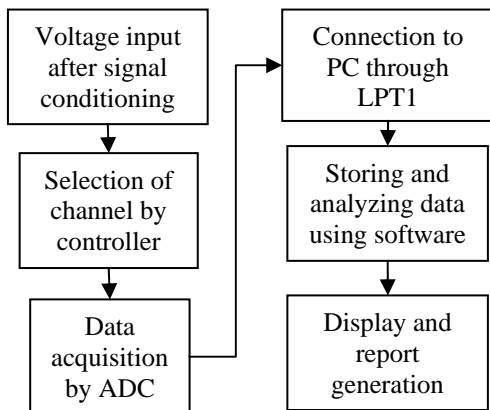 Voltage input
after signal
conditioning
Selection of
channel by
controller
Data
acquisition
by ADC
Connection to
PC through
LPT1
Storing and
analyzing data
using software
Display and
report
generation